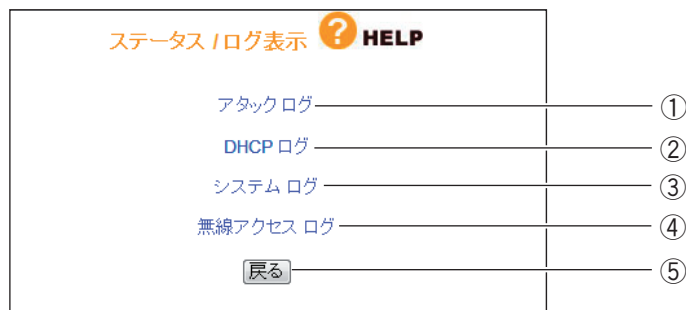 ステータス / ログ表示 ? HELP
アタック ログ ①
DHCP ログ ②
システム ログ ③
無線アクセス ログ ④
戻る ⑤